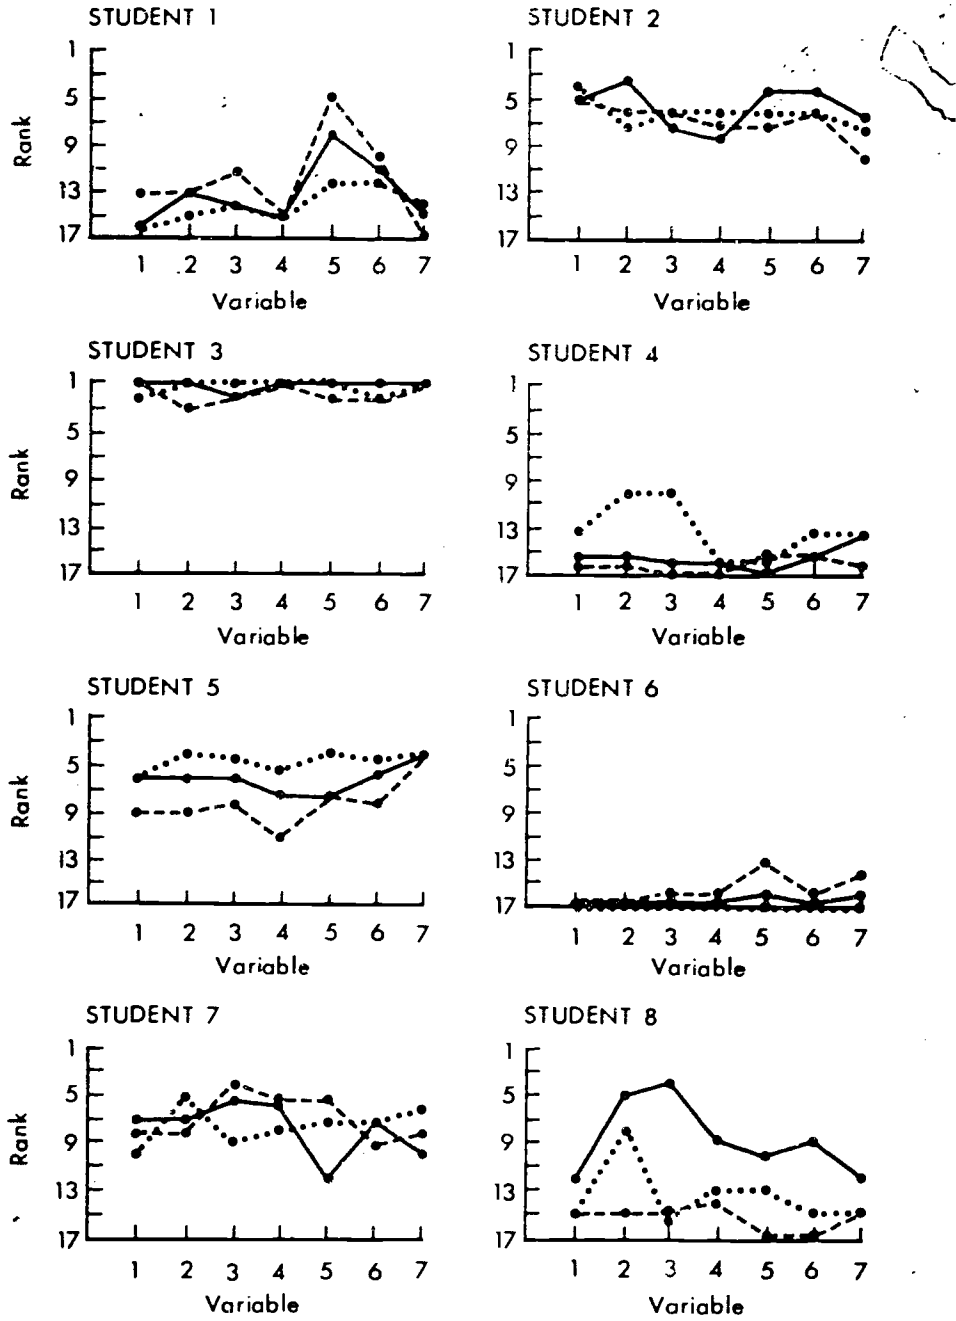 STUDENT 1
1
5
9
13
17
Rank
1 2 3 4 5 6 7
Variable
STUDENT 2
1
5
9
13
17
1 2 3 4 5 6 7
Variable
STUDENT 3
1
5
9
13
17
Rank
1 2 3 4 5 6 7
Variable
STUDENT 4
1
5
9
13
17
1 2 3 4 5 6 7
Variable
STUDENT 5
1
5
9
13
17
Rank
1 2 3 4 5 6 7
Variable
STUDENT 6
1
5
9
13
17
1 2 3 4 5 6 7
Variable
STUDENT 7
1
5
9
13
17
Rank
1 2 3 4 5 6 7
Variable
STUDENT 8
1
5
9
13
17
1 2 3 4 5 6 7
Variable